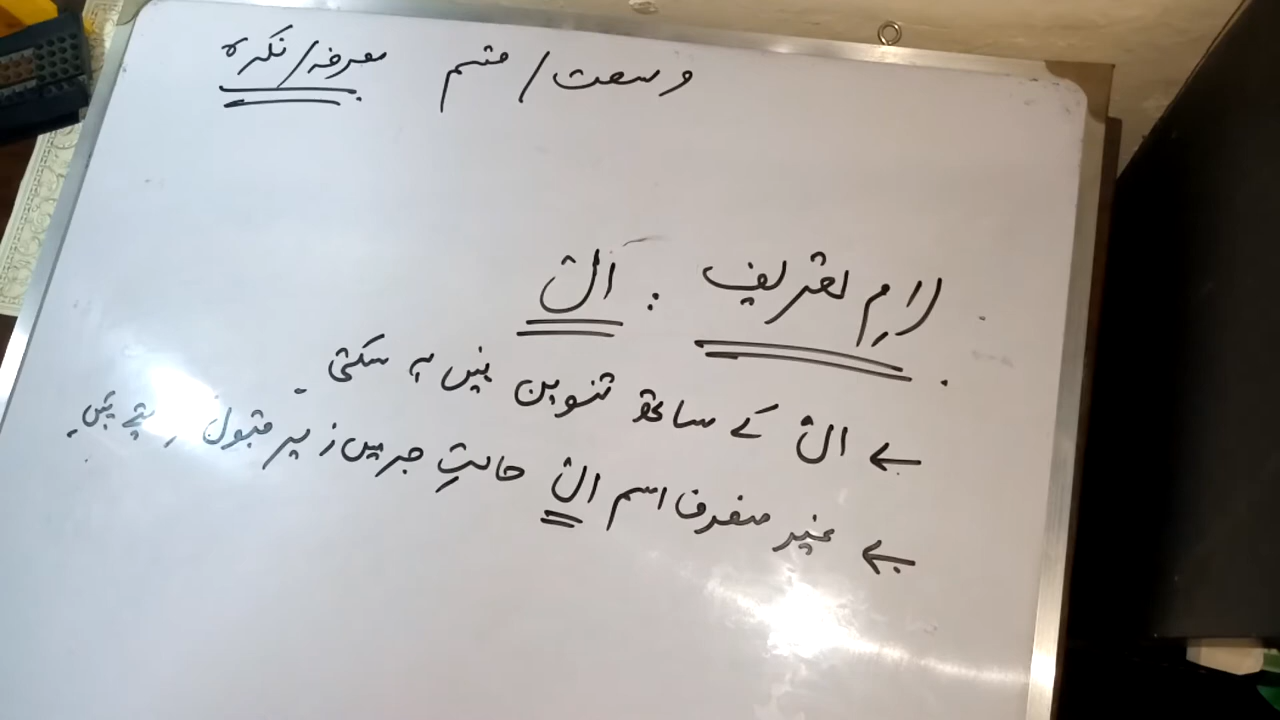 وسعت / قسم معرفہ/نکرہ
لامِ تعریف : الْ
← الْ کے ساتھ تنوین نہیں آ سکتی۔
← غیر منصرف اسم الْ حالتِ جر میں زیر قبول ہیں